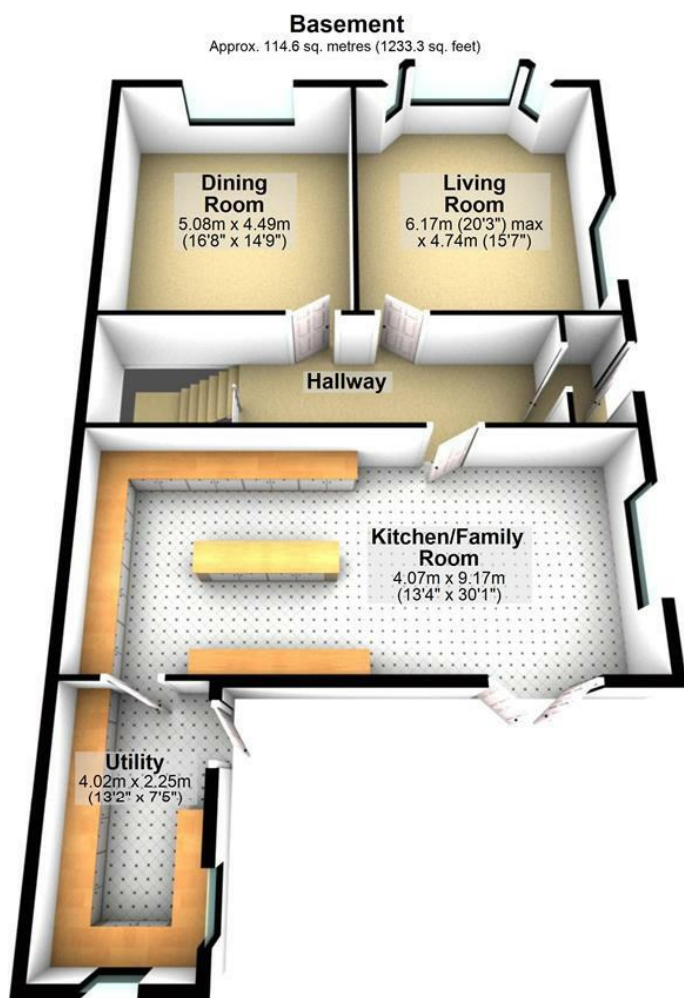 Basement
Approx. 114.6 sq. metres (1233.3 sq. feet)
Dining
Room
5.08m x 4.49m
(16'8" x 14'9")
Living
Room
6.17m (20'3") max
x 4.74m (15'7")
Hallway
Kitchen/Family
Room
4.07m x 9.17m
(13'4" x 30'1")
Utility
4.02m x 2.25m
(13'2" x 7'5")